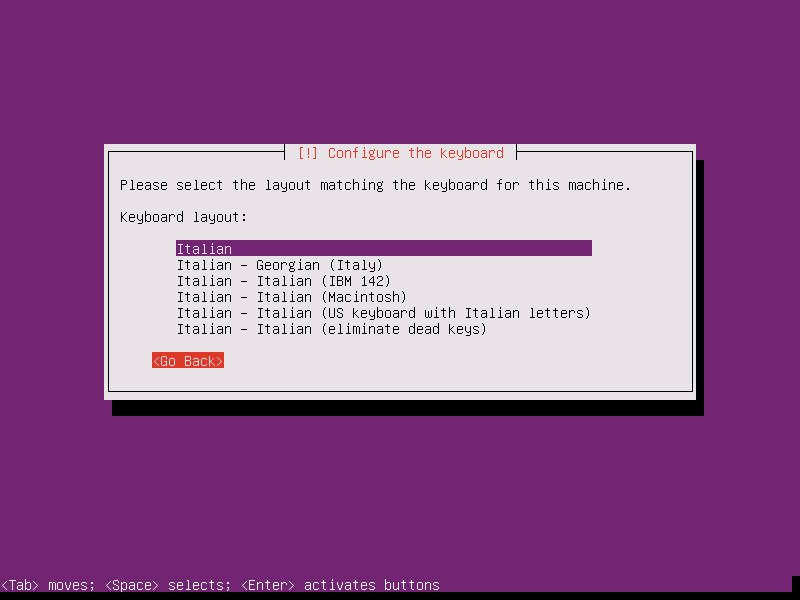 [!] Configure the keyboard
Please select the layout matching the keyboard for this machine.
Keyboard layout:
Italian
Italian – Georgian (Italy)
Italian – Italian (IBM 142)
Italian – Italian (Macintosh)
Italian – Italian (US keyboard with Italian letters)
Italian – Italian (eliminate dead keys)
<Go Back>
<Tab> moves; <Space> selects; <Enter> activates buttons